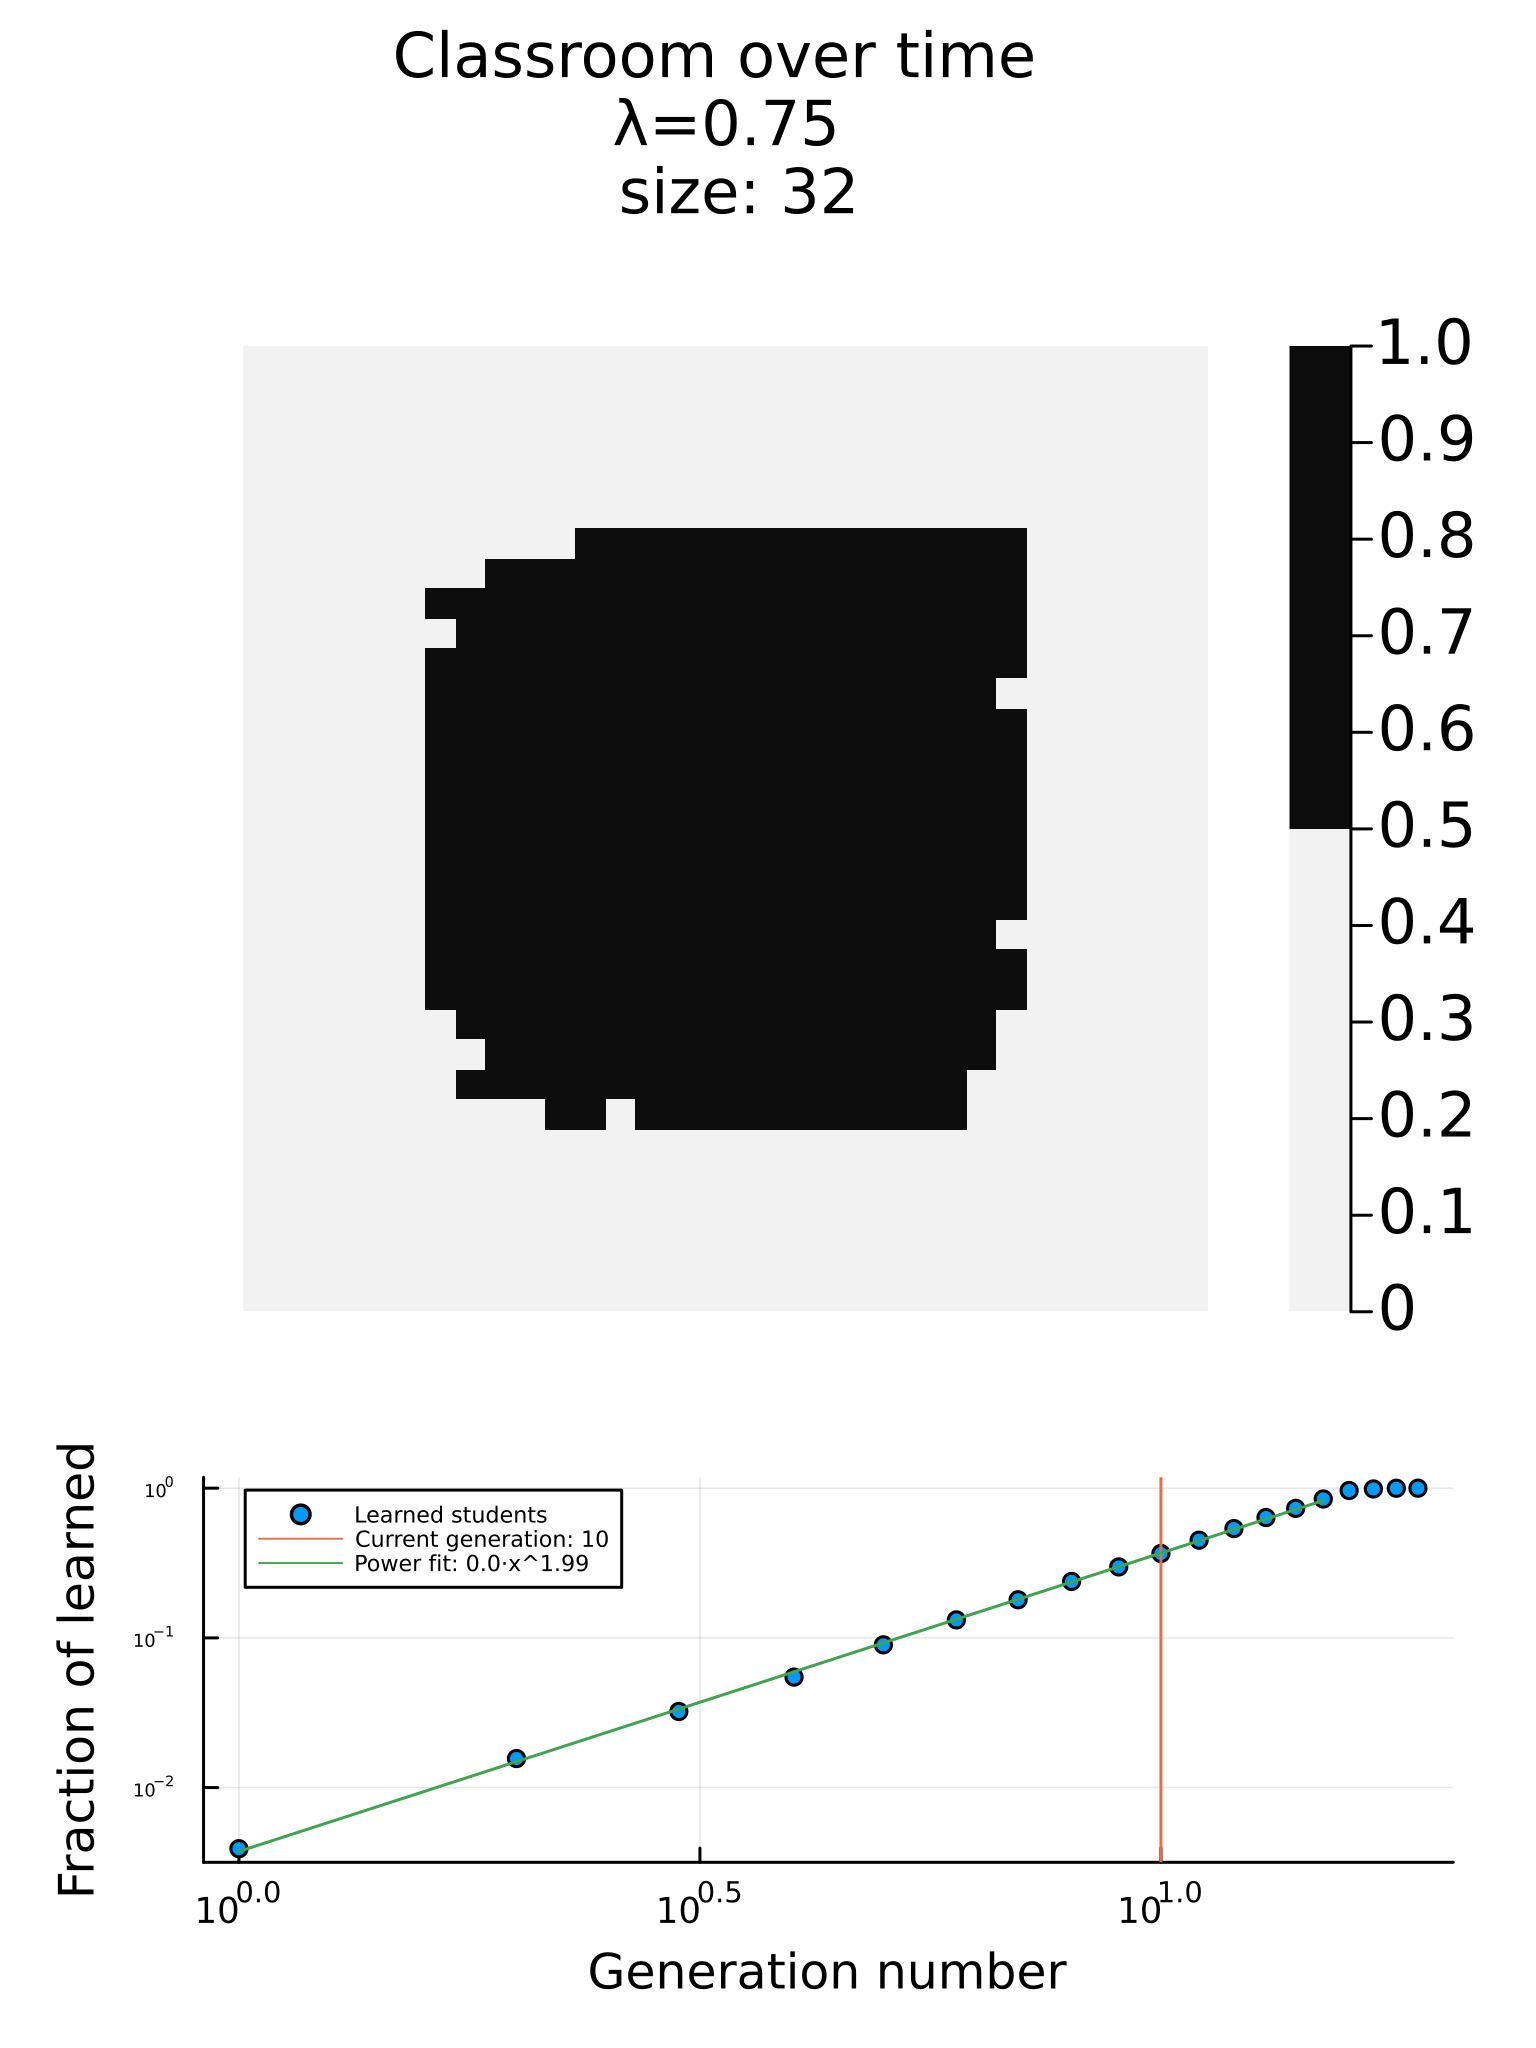 Classroom over time
λ=0.75
size: 32
1.0
0.9
0.8
0.7
0.6
0.5
0.4
0.3
0.2
0.1
0
Fraction of learned
10⁰
10⁻¹
10⁻²
Learned students
Current generation: 10
Power fit: 0.0·x^1.99
10^0.0
10^0.5
10^1.0
Generation number